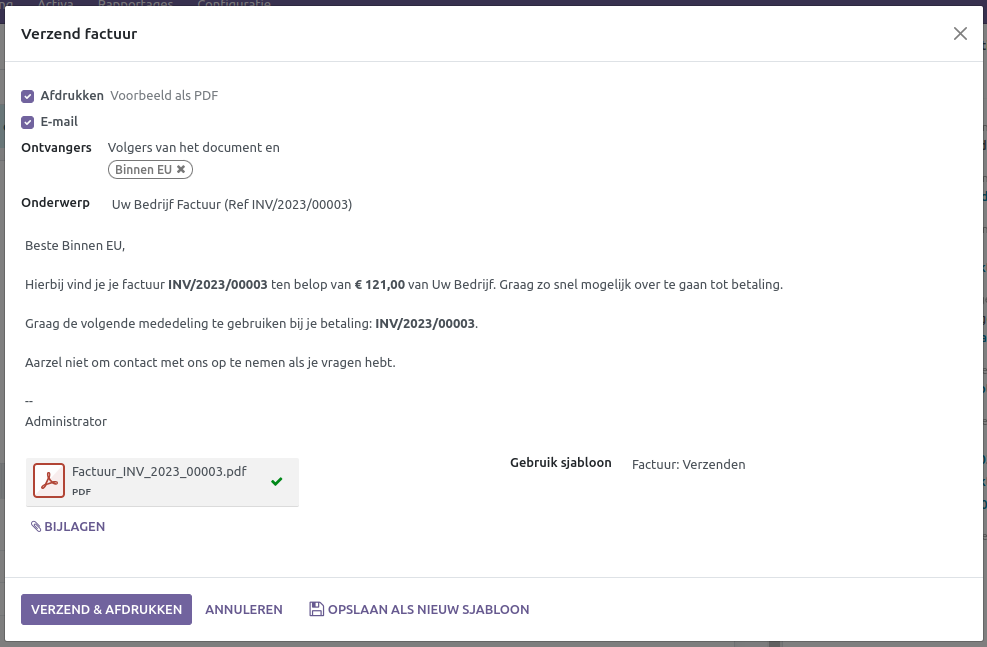 Activa Rapportages Configuratie
Verzend factuur
Afdrukken Voorbeeld als PDF
E-mail
Ontvangers Volgers van het document en
Binnen EU
Onderwerp Uw Bedrijf Factuur (Ref INV/2023/00003)
Beste Binnen EU,
Hierbij vind je je factuur INV/2023/00003 ten belop van € 121,00 van Uw Bedrijf. Graag zo snel mogelijk over te gaan tot betaling.
Graag de volgende mededeling te gebruiken bij je betaling: INV/2023/00003.
Aarzel niet om contact met ons op te nemen als je vragen hebt.
--
Administrator
Factuur_INV_2023_00003.pdf
PDF
Gebruik sjabloon Factuur: Verzenden
BIJLAGEN
VERZEND & AFDRUKKEN ANNULEREN OPSLAAN ALS NIEUW SJABLOON